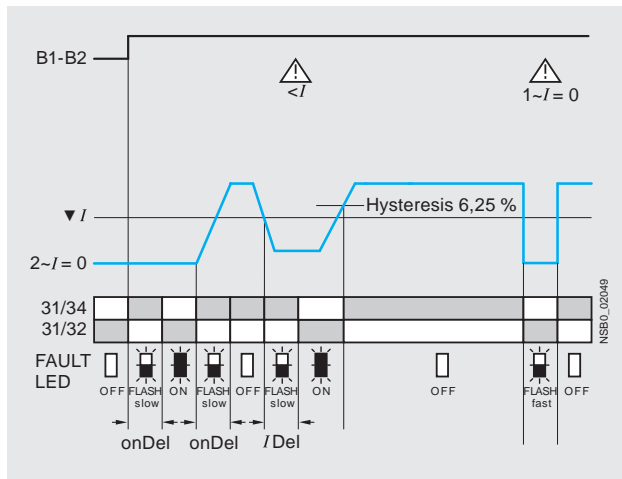 B1-B2
<I
1~I = 0
▼ I
Hysteresis 6,25 %
2~I = 0
NSB0_02049
31/34
31/32
FAULT
LED
OFF FLASH ON FLASH OFF FLASH ON OFF FLASH OFF
slow slow slow fast
onDel onDel I Del